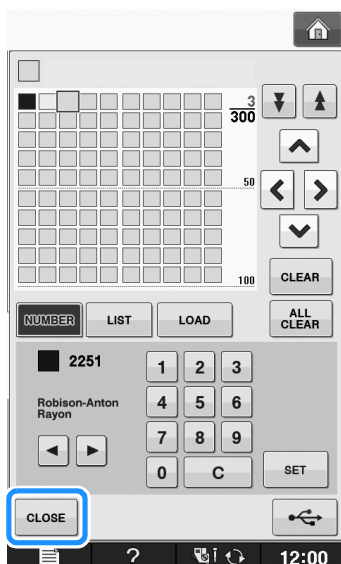 3
300
50
100
CLEAR
NUMBER LIST LOAD ALL CLEAR
2251
Robison-Anton
Rayon
1 2 3
4 5 6
7 8 9
0 C SET
CLOSE
? 12:00